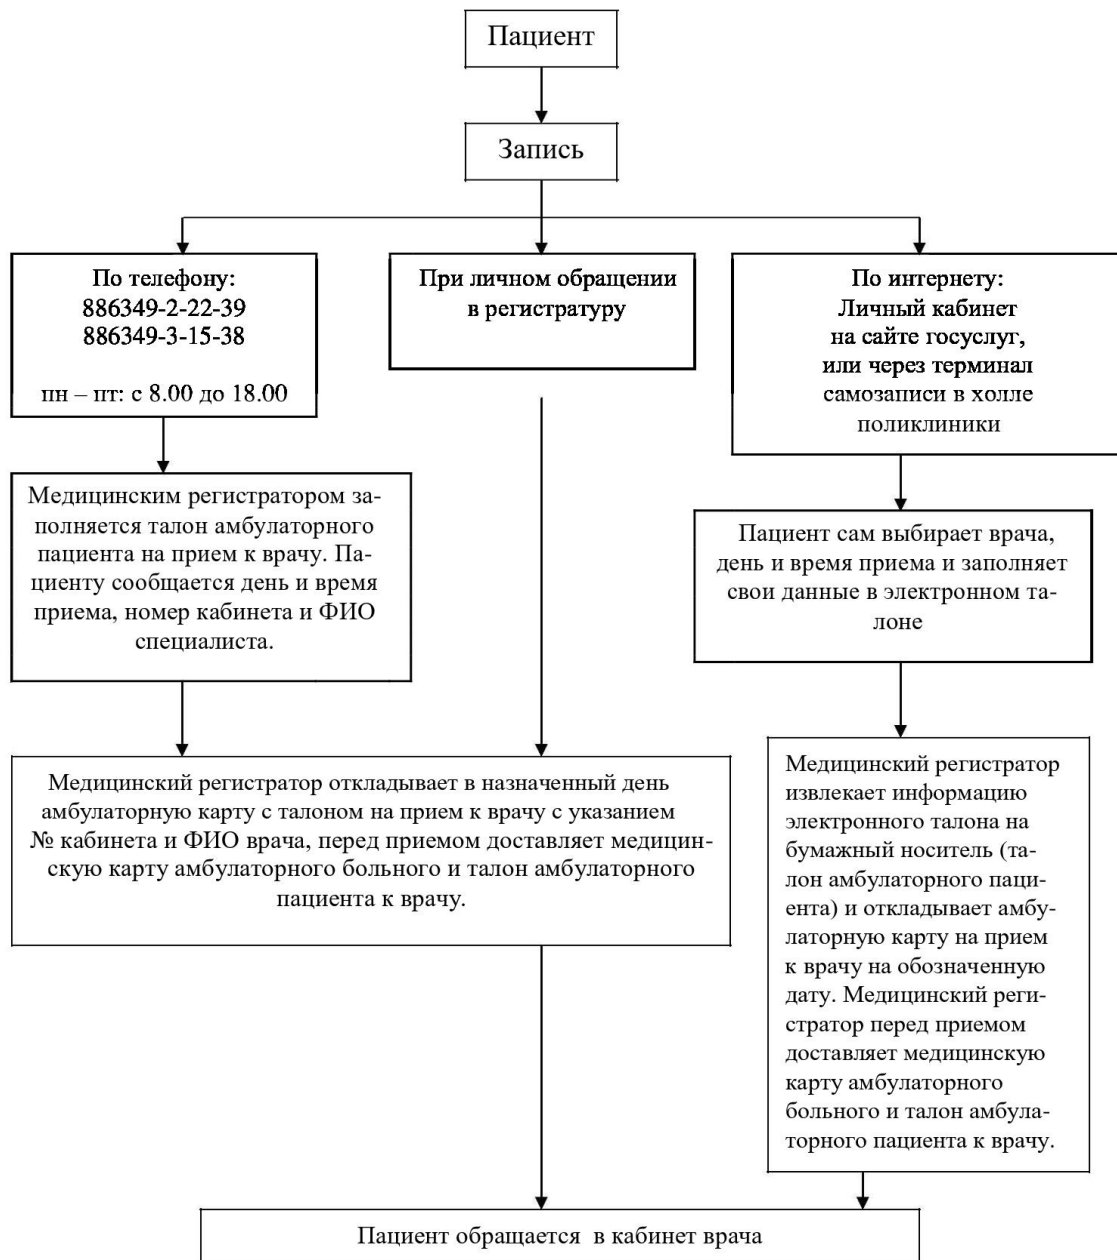 Пациент
Запись
По телефону:
886349-2-22-39
886349-3-15-38
пн – пт: с 8.00 до 18.00
При личном обращении
в регистратуру
По интернету:
Личный кабинет
на сайте госуслуг,
или через терминал
самозаписи в холле
поликлиники
Медицинским регистратором за-
полняется талон амбулаторного
пациента на прием к врачу. Па-
циенту сообщается день и время
приема, номер кабинета и ФИО
специалиста.
Пациент сам выбирает врача,
день и время приема и заполняет
свои данные в электронном та-
лоне
Медицинский регистратор откладывает в назначенный день
амбулаторную карту с талоном на прием к врачу с указанием
№ кабинета и ФИО врача, перед приемом доставляет медицин-
скую карту амбулаторного больного и талон амбулаторного
пациента к врачу.
Медицинский регистратор
извлекает информацию
электронного талона на
бумажный носитель (та-
лон амбулаторного паци-
ента) и откладывает амбу-
латорную карту на прием
к врачу на обозначенную
дату. Медицинский реги-
стратор перед приемом
доставляет медицинскую
карту амбулаторного
больного и талон амбула-
торного пациента к врачу.
Пациент обращается в кабинет врача